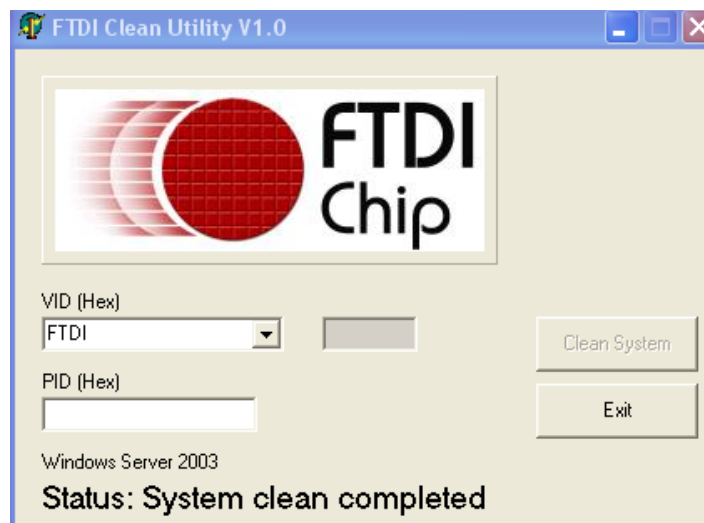 FTDI Clean Utility V1.0
FTDI
Chip
VID (Hex)
FTDI
Clean System
PID (Hex)
Exit
Windows Server 2003
Status: System clean completed